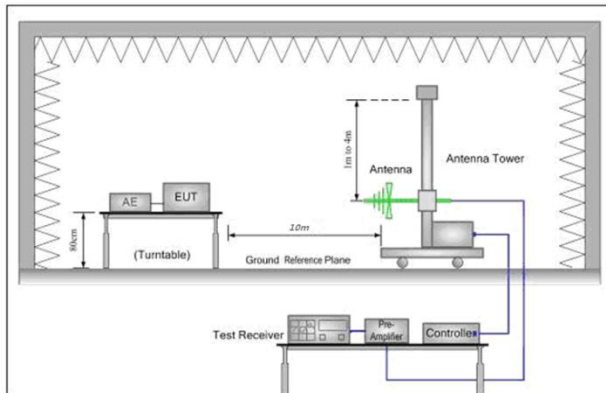 1m to 4m
Antenna
Antenna Tower
AE
EUT
80cm
(Turntable)
10m
Ground Reference Plane
Test Receiver
Pre-
Amplifier
Controller